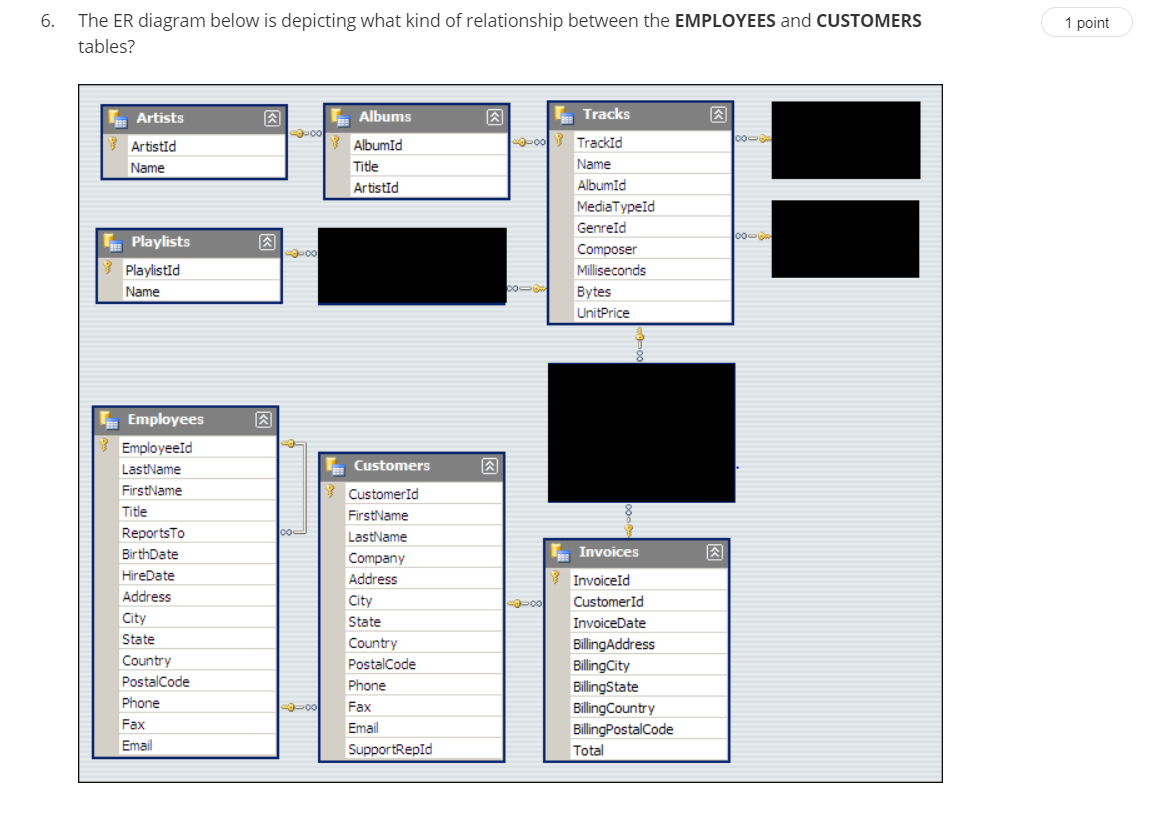 6. The ER diagram below is depicting what kind of relationship between the EMPLOYEES and CUSTOMERS
tables?
1 point
Artists
ArtistId
Name
Albums
AlbumId
Title
ArtistId
Tracks
TrackId
Name
AlbumId
MediaTypeId
GenreId
Composer
Milliseconds
Bytes
UnitPrice
Playlists
PlaylistId
Name
Employees
EmployeeId
LastName
FirstName
Title
ReportsTo
BirthDate
HireDate
Address
City
State
Country
PostalCode
Phone
Fax
Email
Customers
CustomerId
FirstName
LastName
Company
Address
City
State
Country
PostalCode
Phone
Fax
Email
SupportRepId
Invoices
InvoiceId
CustomerId
InvoiceDate
BillingAddress
BillingCity
BillingState
BillingCountry
BillingPostalCode
Total